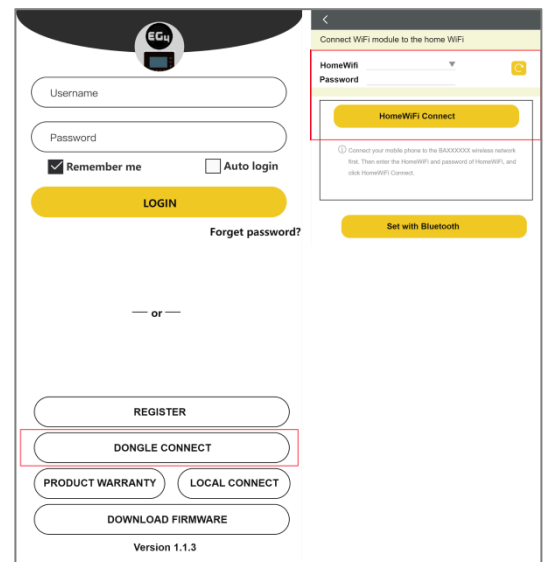 EG4
Username
Password
Remember me
Auto login
LOGIN
Forget password?
or
REGISTER
DONGLE CONNECT
PRODUCT WARRANTY
LOCAL CONNECT
DOWNLOAD FIRMWARE
Version 1.1.3
Connect WiFi module to the home WiFi
HomeWifi
Password
HomeWiFi Connect
Connect your mobile phone to the BAXXXXXX wireless network
first. Then enter the HomeWIFI and password of HomeWIFI, and
click HomeWIFI Connect.
Set with Bluetooth